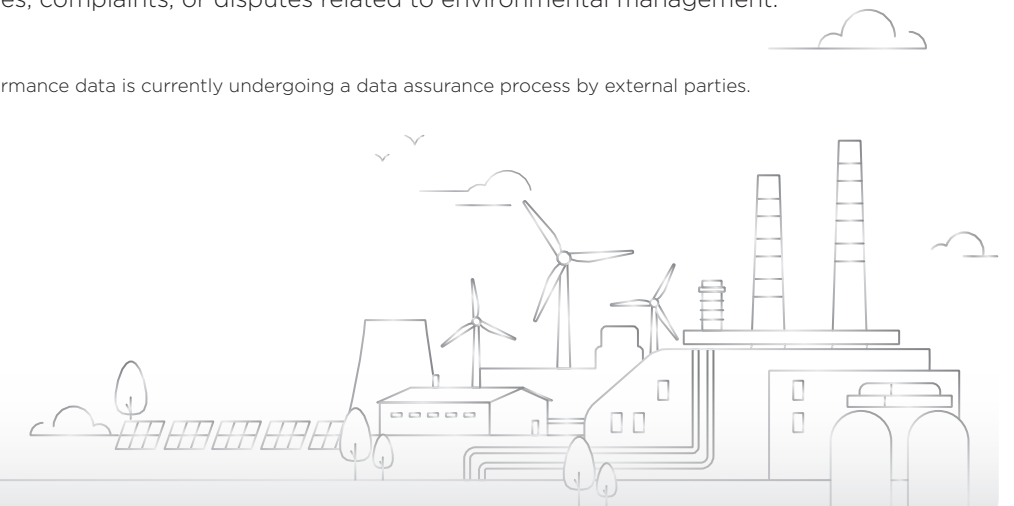 es, complaints, or disputes related to environmental management.
rmance data is currently undergoing a data assurance process by external parties.